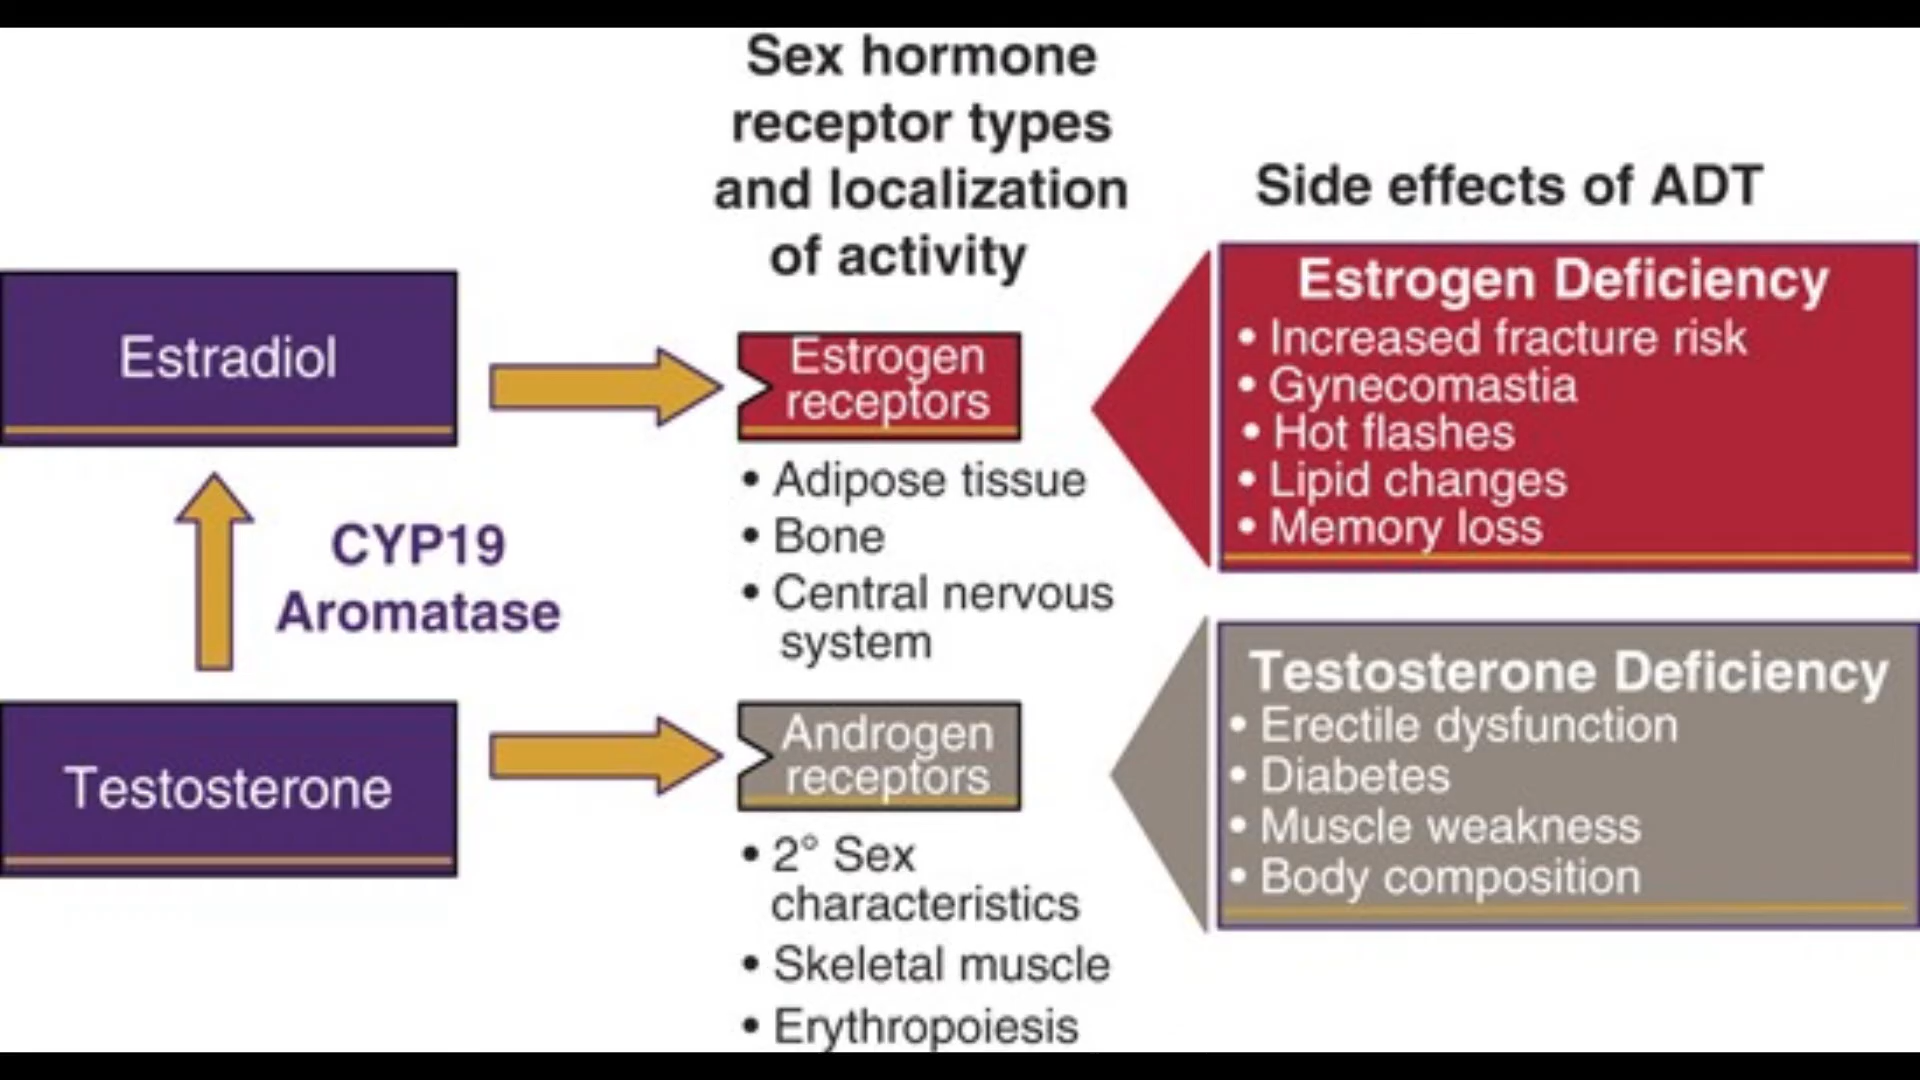 Sex hormone
receptor types
and localization
of activity
Side effects of ADT
Estradiol
Estrogen
receptors
• Adipose tissue
• Bone
• Central nervous
system
Estrogen Deficiency
• Increased fracture risk
• Gynecomastia
• Hot flashes
• Lipid changes
• Memory loss
CYP19
Aromatase
Testosterone
Androgen
receptors
• 2° Sex
characteristics
• Skeletal muscle
• Erythropoiesis
Testosterone Deficiency
• Erectile dysfunction
• Diabetes
• Muscle weakness
• Body composition